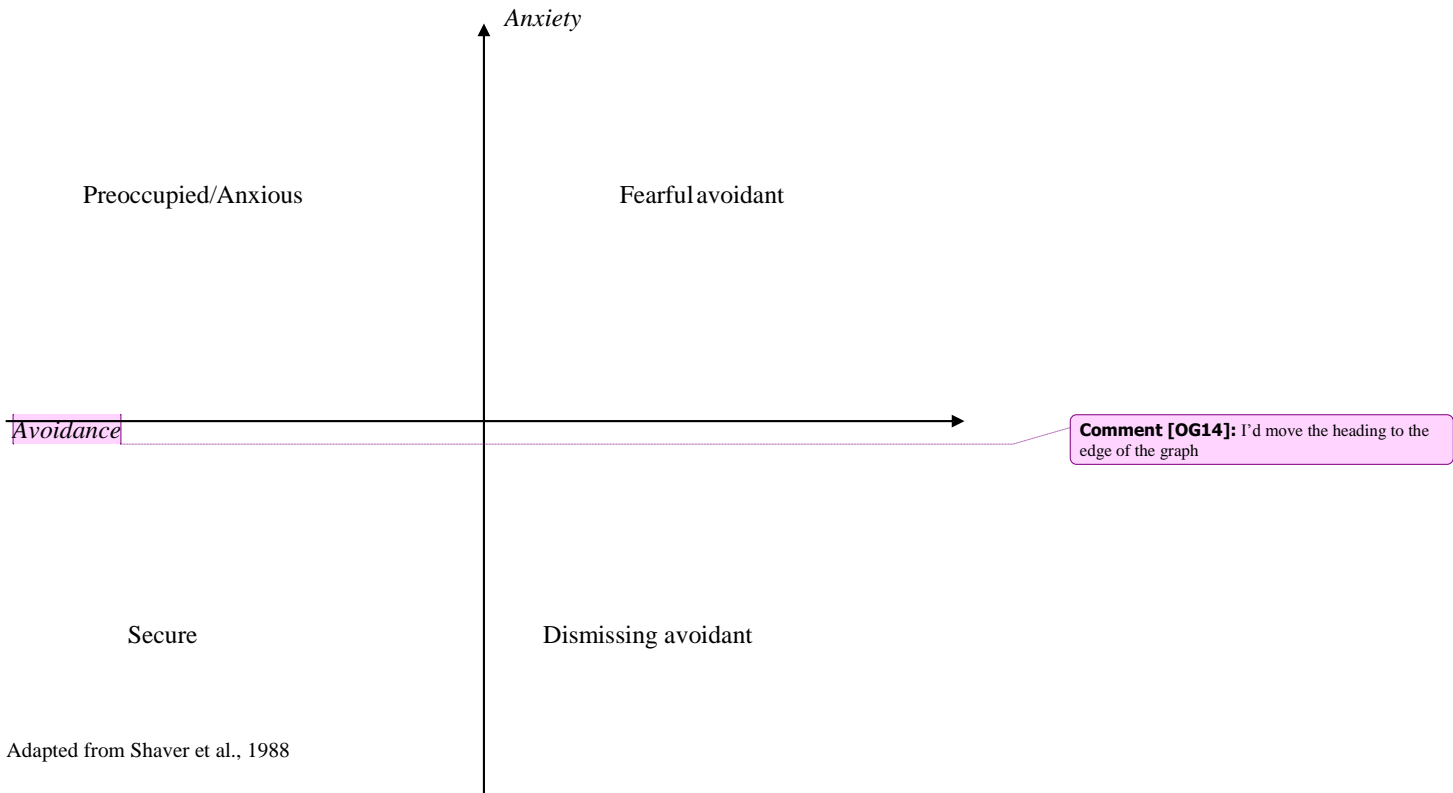 Anxiety
Preoccupied/Anxious
Fearful avoidant
Avoidance
Comment [OG14]: I’d move the heading to the
edge of the graph
Secure
Dismissing avoidant
Adapted from Shaver et al., 1988